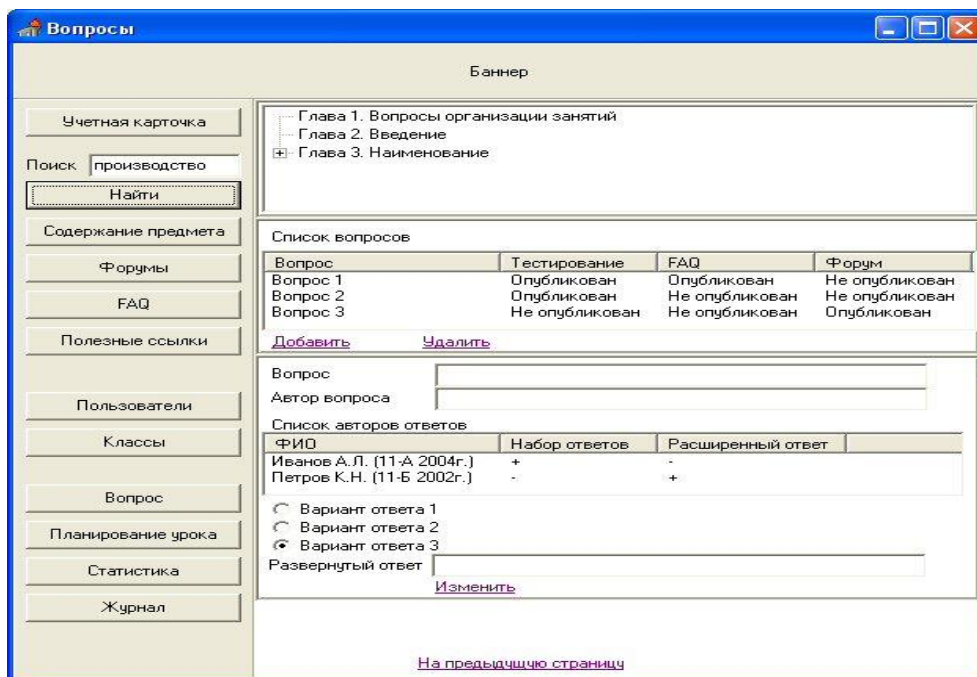 Вопросы
Баннер
Учетная карточка
Поиск производство
Найти
Содержание предмета
Форумы
FAQ
Полезные ссылки
Пользователи
Классы
Вопрос
Планирование урока
Статистика
Журнал
Глава 1. Вопросы организации занятий
Глава 2. Введение
Глава 3. Наименование
Список вопросов
Вопрос Тестирование FAQ Форум
Вопрос 1 Опубликован Опубликован Не опубликован
Вопрос 2 Опубликован Не опубликован Не опубликован
Вопрос 3 Не опубликован Не опубликован Опубликован
Добавить Удалить
Вопрос
Автор вопроса
Список авторов ответов
ФИО Набор ответов Расширенный ответ
Иванов А.Л. (11-А 2004г.) + -
Петров К.Н. (11-Б 2002г.) - +
Вариант ответа 1
Вариант ответа 2
Вариант ответа 3
Развернутый ответ
Изменить
На предыдущую страницу